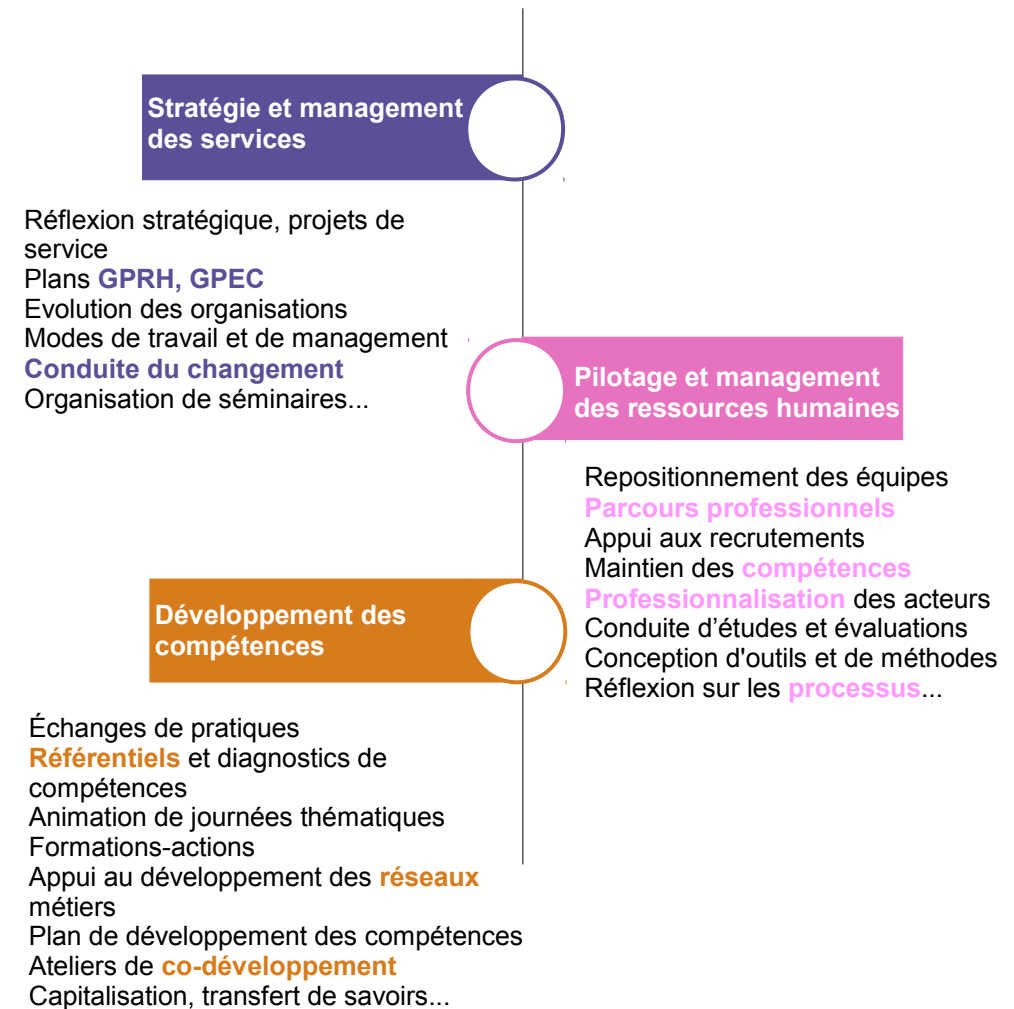 Stratégie et management
des services
Réflexion stratégique, projets de
service
Plans GPRH, GPEC
Evolution des organisations
Modes de travail et de management
Conduite du changement
Organisation de séminaires...
Pilotage et management
des ressources humaines
Repositionnement des équipes
Parcours professionnels
Appui aux recrutements
Maintien des compétences
Professionnalisation des acteurs
Conduite d’études et évaluations
Conception d'outils et de méthodes
Réflexion sur les processus...
Développement des
compétences
Échanges de pratiques
Référentiels et diagnostics de
compétences
Animation de journées thématiques
Formations-actions
Appui au développement des réseaux
métiers
Plan de développement des compétences
Ateliers de co-développement
Capitalisation, transfert de savoirs...